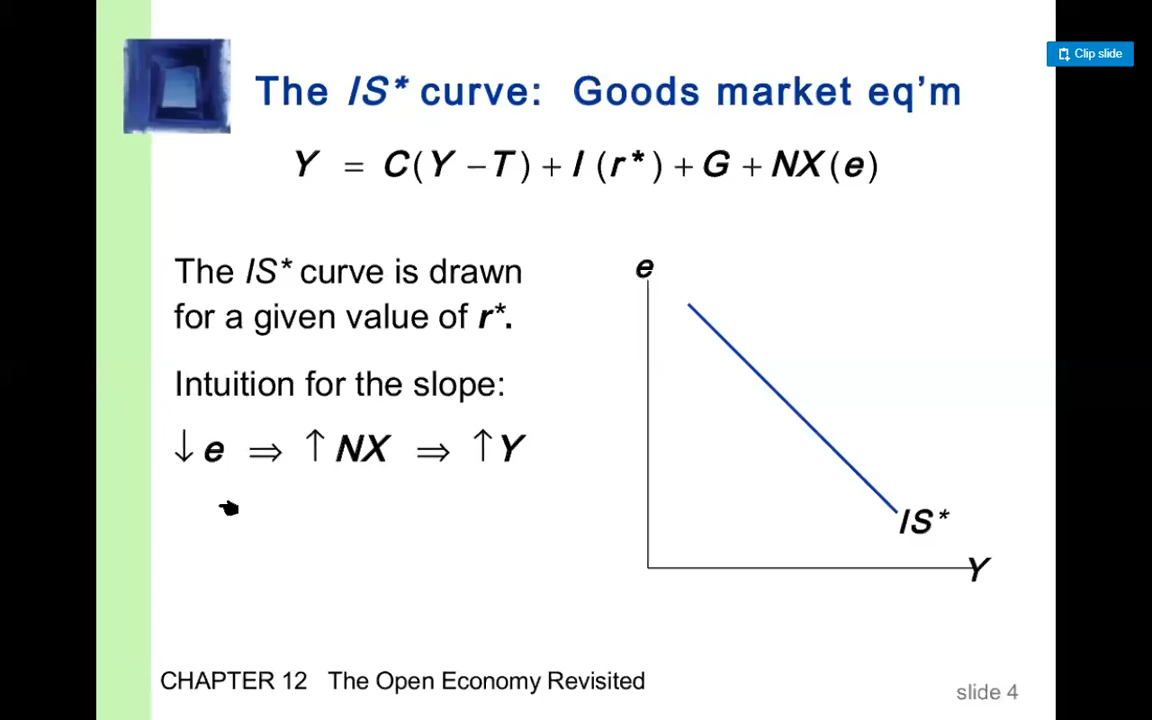 Clip slide
The IS* curve: Goods market eq’m
Y = C(Y − T) + I (r*) + G + NX(e)
The IS* curve is drawn
for a given value of r*.
Intuition for the slope:
↓ e ⇒ ↑ NX ⇒ ↑ Y
e
IS*
Y
CHAPTER 12 The Open Economy Revisited
slide 4